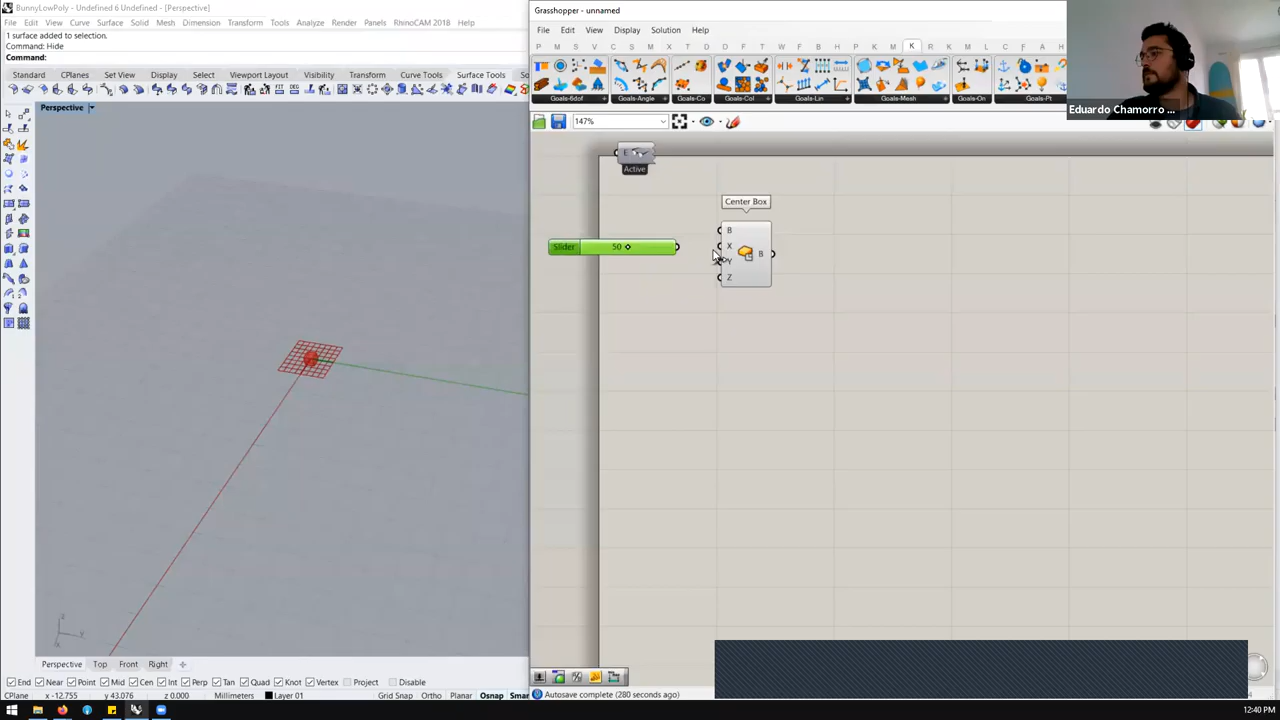 BunnyLowPoly - Undefined 6 Undefined - [Perspective]
File Edit View Curve Surface Solid Mesh Dimension Transform Tools Analyze Render Panels RhinoCAM 2018 Help
1 surface added to selection.
Command: Hide
Command:
Standard CPlanes Set View Display Select Viewport Layout Visibility Transform Curve Tools Surface Tools So
Perspective
Perspective Top Front Right
End Near Point Mid Cen Int Perp Tan Quad Knot Vertex Project Disable
CPlane x -12.755 y 43.076 z 0.000 Millimeters Layer 01 Grid Snap Ortho Planar Osnap Smar
Grasshopper - unnamed
File Edit View Display Solution Help
P M S V C S M X T D D F T W F B H M P X K M A K R K S C F M A H
Goals-6dof Goals-Angle Goals-Co Goals-Col Goals-Lin Goals-Mesh Goals-On Goals-Pt
147%
Eduardo Chamorro ...
E
Active
Center Box
B
X
Y
Z
B
Slider 50
Autosave complete (280 seconds ago)
12:40 PM